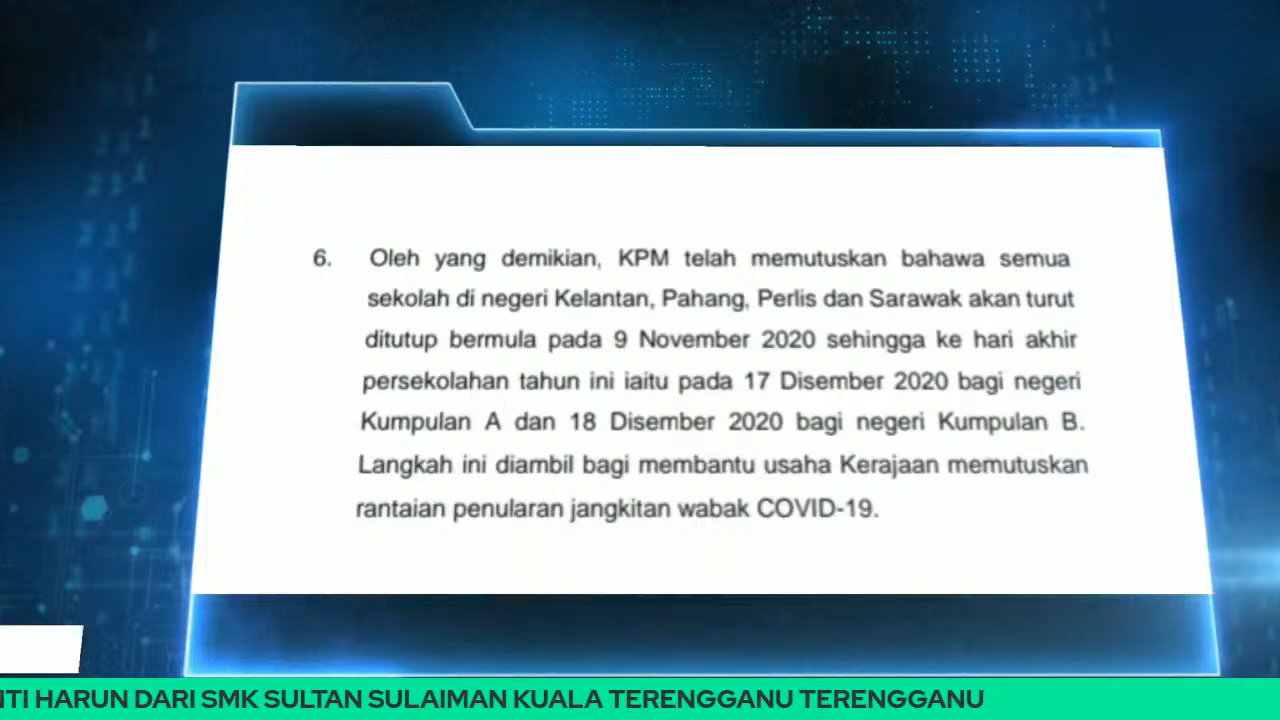 6. Oleh yang demikian, KPM telah memutuskan bahawa semua
sekolah di negeri Kelantan, Pahang, Perlis dan Sarawak akan turut
ditutup bermula pada 9 November 2020 sehingga ke hari akhir
persekolahan tahun ini iaitu pada 17 Disember 2020 bagi negeri
Kumpulan A dan 18 Disember 2020 bagi negeri Kumpulan B.
Langkah ini diambil bagi membantu usaha Kerajaan memutuskan
rantaian penularan jangkitan wabak COVID-19.
HARUN DARI SMK SULTAN SULAIMAN KUALA TERENGGANU TERENGGANU